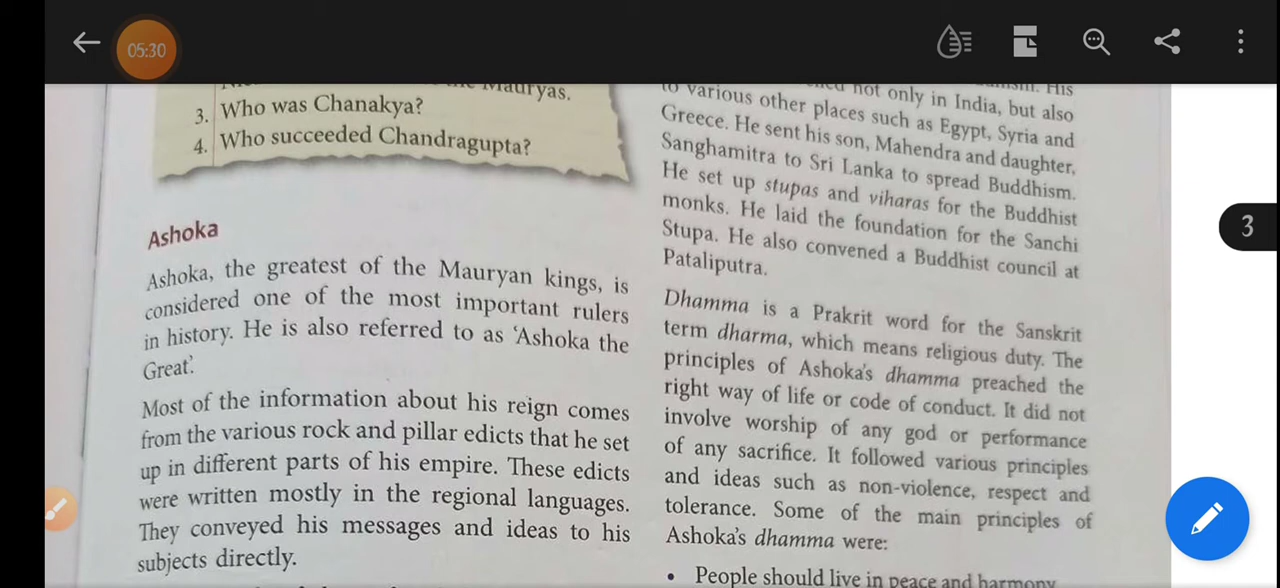 05:30
3
Mauryas.
3. Who was Chanakya?
4. Who succeeded Chandragupta?
Ashoka
Ashoka, the greatest of the Mauryan kings, is
considered one of the most important rulers
in history. He is also referred to as ‘Ashoka the
Great’.
Most of the information about his reign comes
from the various rock and pillar edicts that he set
up in different parts of his empire. These edicts
were written mostly in the regional languages.
They conveyed his messages and ideas to his
subjects directly.
His
not only in India, but also
to various other places such as Egypt, Syria and
Greece. He sent his son, Mahendra and daughter,
Sanghamitra to Sri Lanka to spread Buddhism.
He set up stupas and viharas for the Buddhist
monks. He laid the foundation for the Sanchi
Stupa. He also convened a Buddhist council at
Pataliputra.
Dhamma is a Prakrit word for the Sanskrit
term dharma, which means religious duty. The
principles of Ashoka’s dhamma preached the
right way of life or code of conduct. It did not
involve worship of any god or performance
of any sacrifice. It followed various principles
and ideas such as non-violence, respect and
tolerance. Some of the main principles of
Ashoka’s dhamma were:
• People should live in peace and harmony